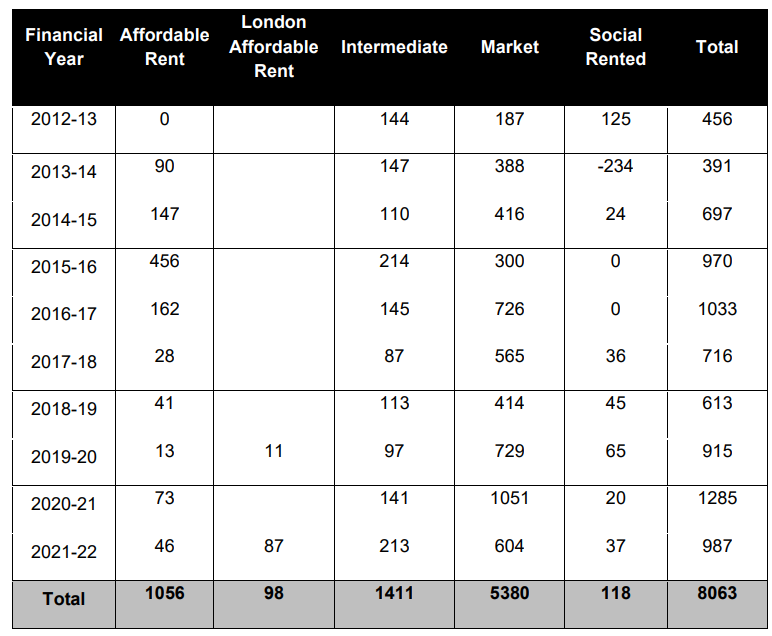 Financial Year Affordable Rent London Affordable Rent Intermediate Market Social Rented Total
2012-13 0 144 187 125 456
2013-14 90 147 388 -234 391
2014-15 147 110 416 24 697
2015-16 456 214 300 0 970
2016-17 162 145 726 0 1033
2017-18 28 87 565 36 716
2018-19 41 113 414 45 613
2019-20 13 11 97 729 65 915
2020-21 73 141 1051 20 1285
2021-22 46 87 213 604 37 987
Total 1056 98 1411 5380 118 8063